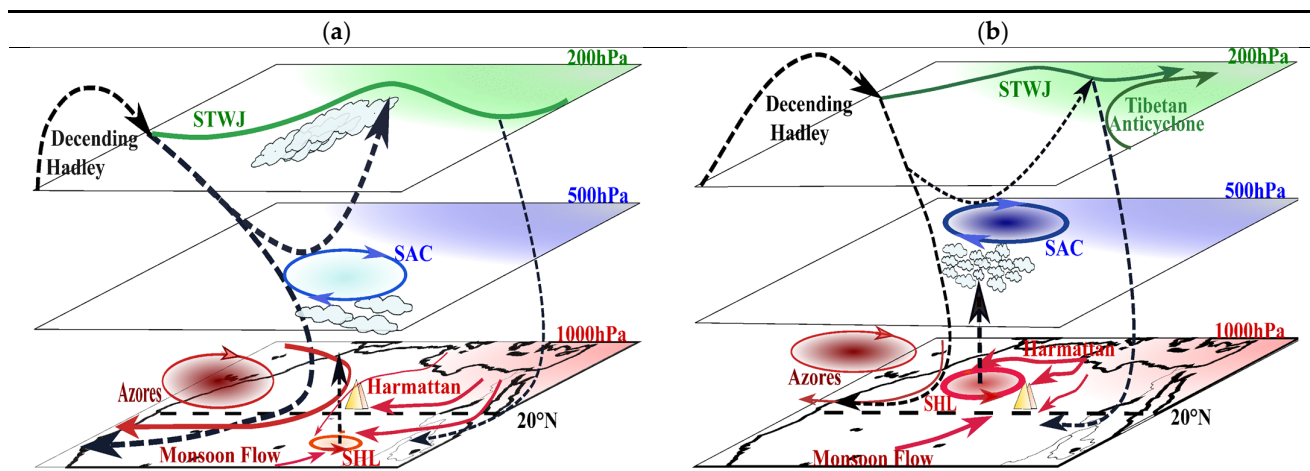 (a)
200hPa
STWJ
Decending
Hadley
500hPa
SAC
1000hPa
Azores
Harmattan
20°N
Monsoon Flow
SHL
(b)
200hPa
STWJ
Decending
Hadley
Tibetan
Anticyclone
500hPa
SAC
1000hPa
Harmattan
Azores
SHL
20°N
Monsoon Flow